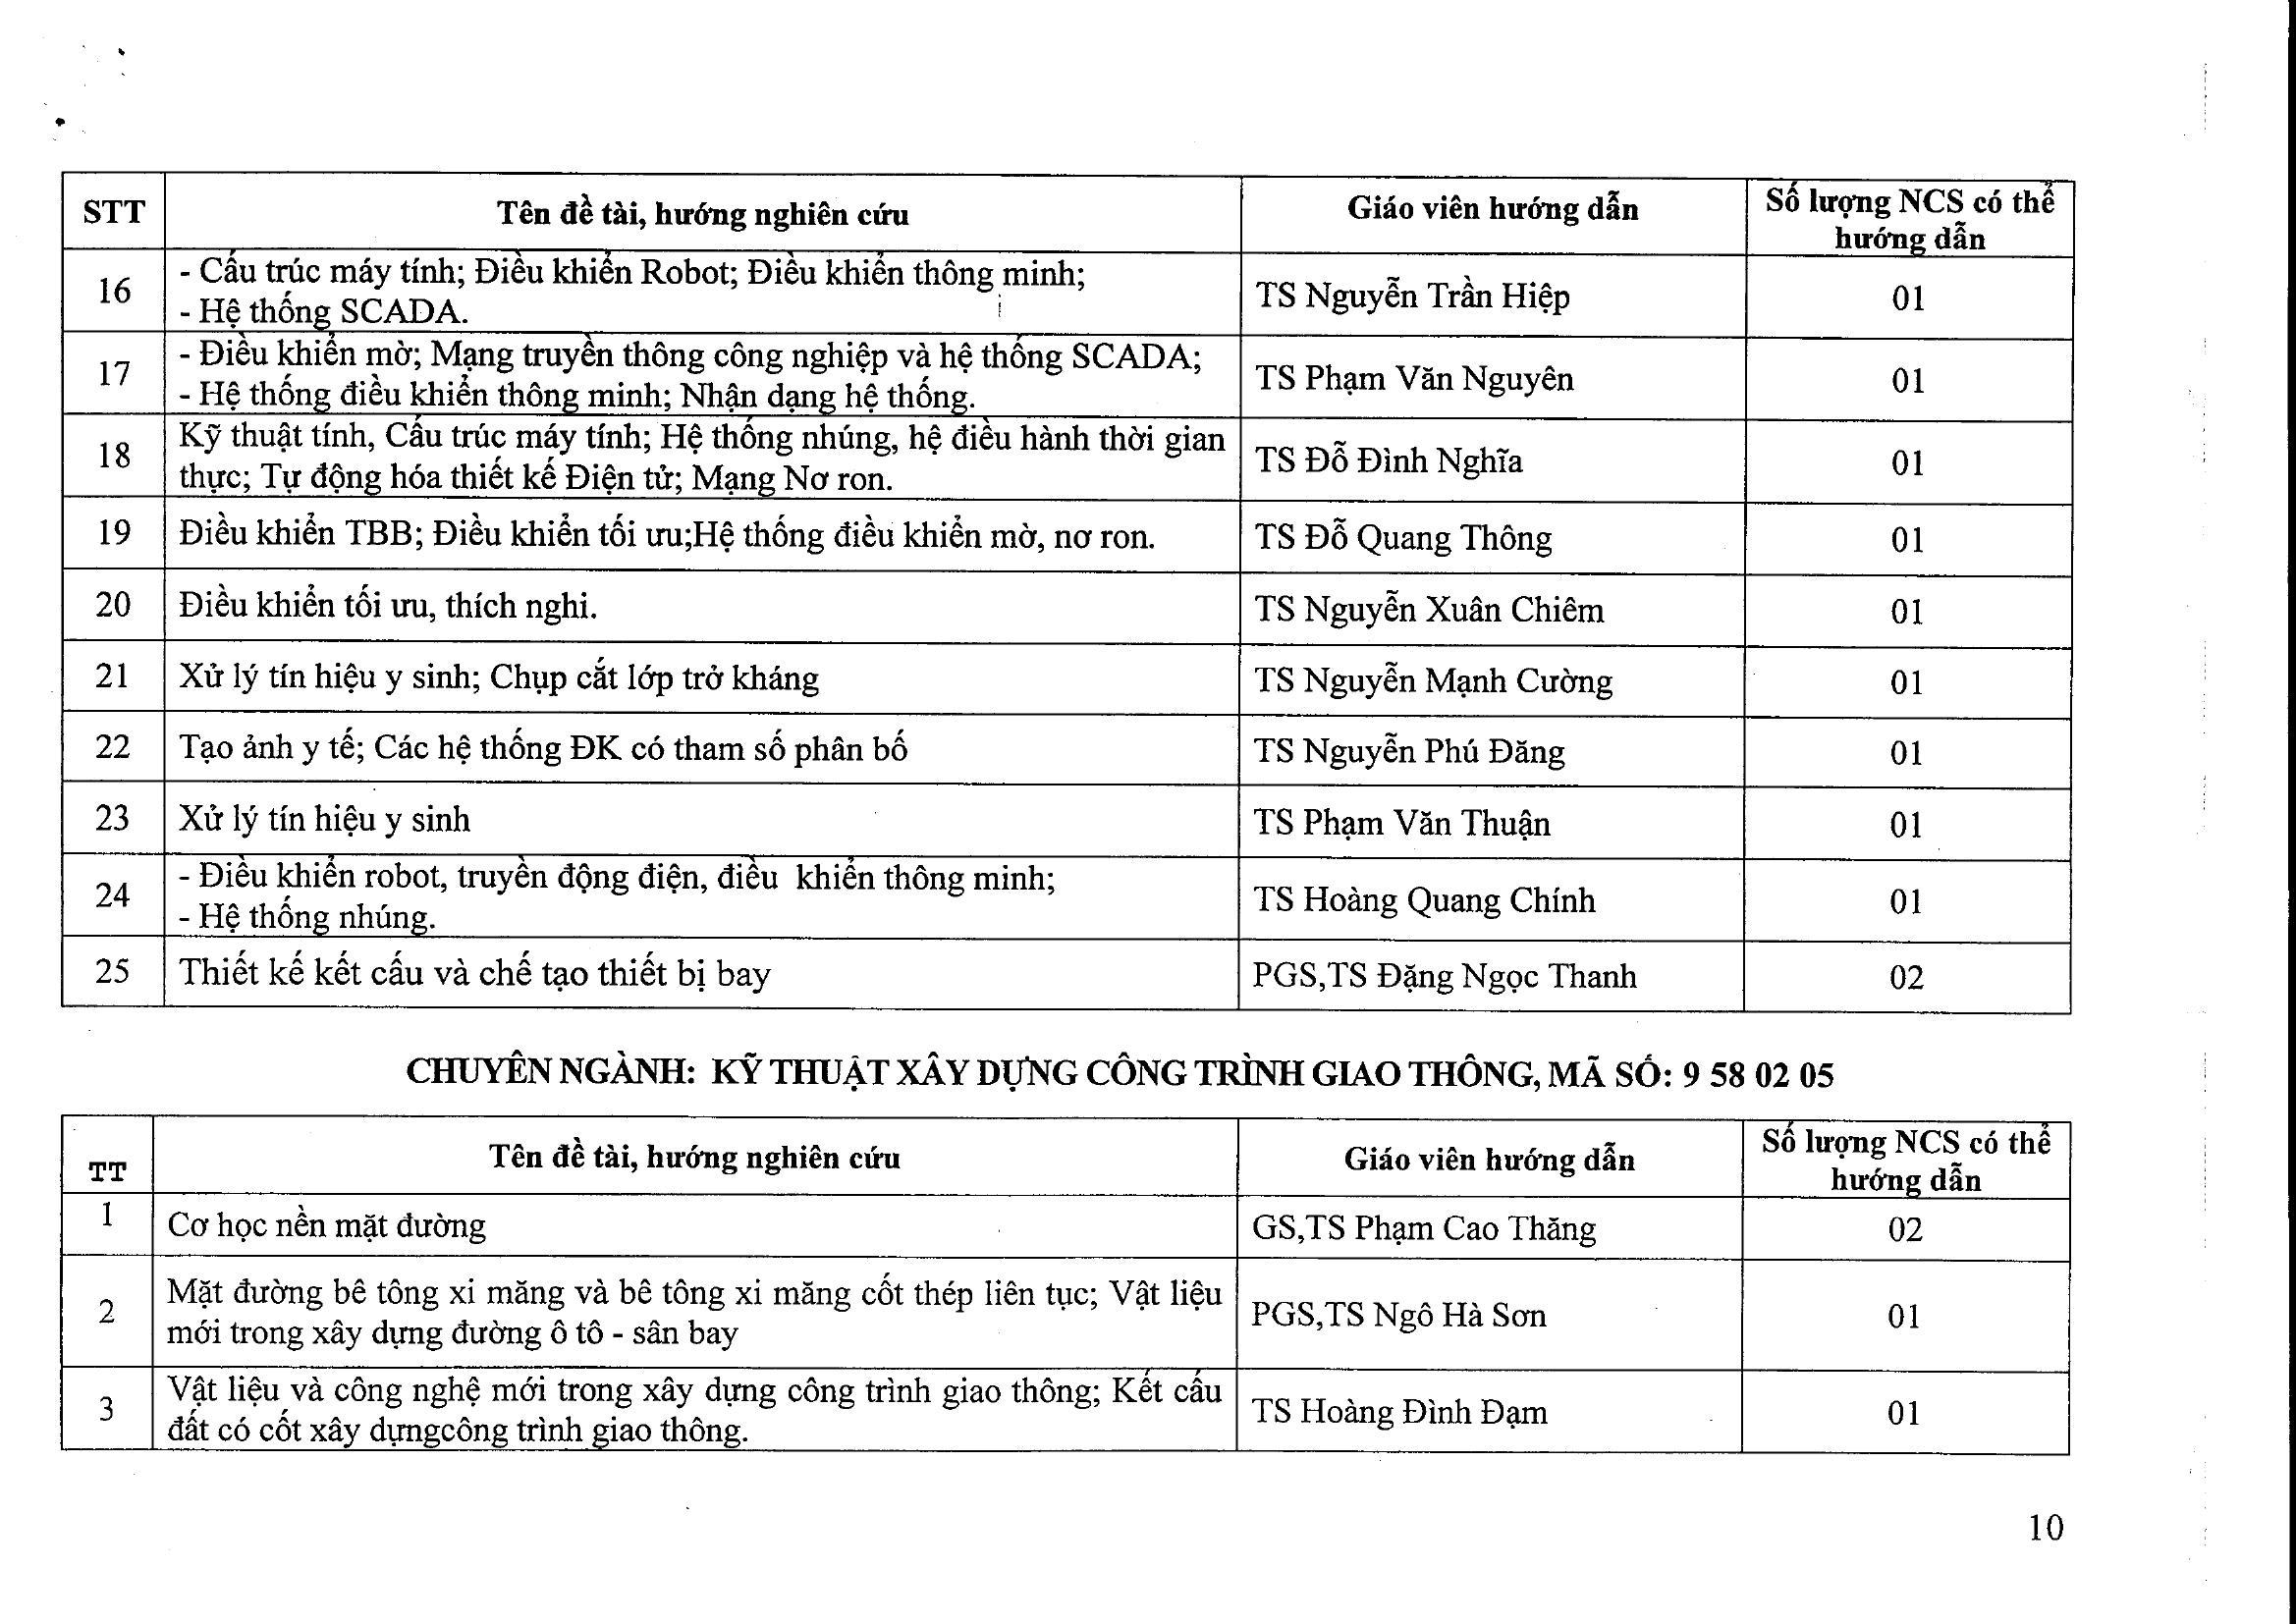 STT Tên đề tài, hướng nghiên cứu Giáo viên hướng dẫn Số lượng NCS có thể
hướng dẫn
16 - Cấu trúc máy tính; Điều khiển Robot; Điều khiển thông minh;
- Hệ thống SCADA. TS Nguyễn Trần Hiệp 01
17 - Điều khiển mờ; Mạng truyền thông công nghiệp và hệ thống SCADA;
- Hệ thống điều khiển thông minh; Nhận dạng hệ thống. TS Phạm Văn Nguyên 01
18 Kỹ thuật tính, Cấu trúc máy tính; Hệ thống nhúng, hệ điều hành thời gian
thực; Tự động hóa thiết kế Điện tử; Mạng Nơ ron. TS Đỗ Đình Nghĩa 01
19 Điều khiển TBB; Điều khiển tối ưu;Hệ thống điều khiển mờ, nơ ron. TS Đỗ Quang Thông 01
20 Điều khiển tối ưu, thích nghi. TS Nguyễn Xuân Chiêm 01
21 Xử lý tín hiệu y sinh; Chụp cắt lớp trở kháng TS Nguyễn Mạnh Cường 01
22 Tạo ảnh y tế; Các hệ thống ĐK có tham số phân bố TS Nguyễn Phú Đăng 01
23 Xử lý tín hiệu y sinh TS Phạm Văn Thuận 01
24 - Điều khiển robot, truyền động điện, điều khiển thông minh;
- Hệ thống nhúng. TS Hoàng Quang Chính 01
25 Thiết kế kết cấu và chế tạo thiết bị bay PGS,TS Đặng Ngọc Thanh 02
CHUYÊN NGÀNH: KỸ THUẬT XÂY DỰNG CÔNG TRÌNH GIAO THÔNG, MÃ SỐ: 9 58 02 05
TT Tên đề tài, hướng nghiên cứu Giáo viên hướng dẫn Số lượng NCS có thể
hướng dẫn
1 Cơ học nền mặt đường GS,TS Phạm Cao Thăng 02
2 Mặt đường bê tông xi măng và bê tông xi măng cốt thép liên tục; Vật liệu
mới trong xây dựng đường ô tô - sân bay PGS,TS Ngô Hà Sơn 01
3 Vật liệu và công nghệ mới trong xây dựng công trình giao thông; Kết cấu
đất có cốt xây dựngcông trình giao thông. TS Hoàng Đình Đạm 01
10